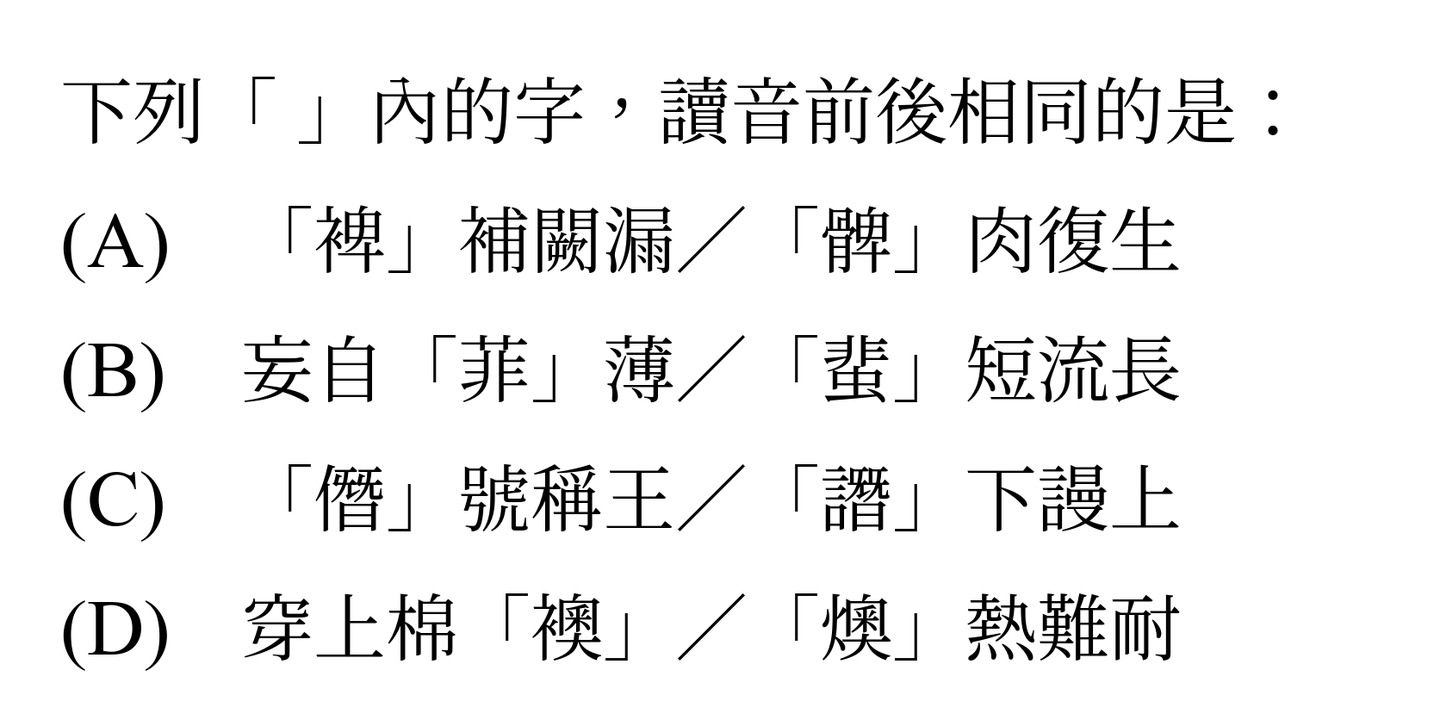 下列「 」內的字，讀音前後相同的是：
(A) 「裨」補闕漏／「髀」肉復生
(B) 妄自「菲」薄／「蜚」短流長
(C) 「僭」號稱王／「譖」下謾上
(D) 穿上棉「襖」／「燠」熱難耐